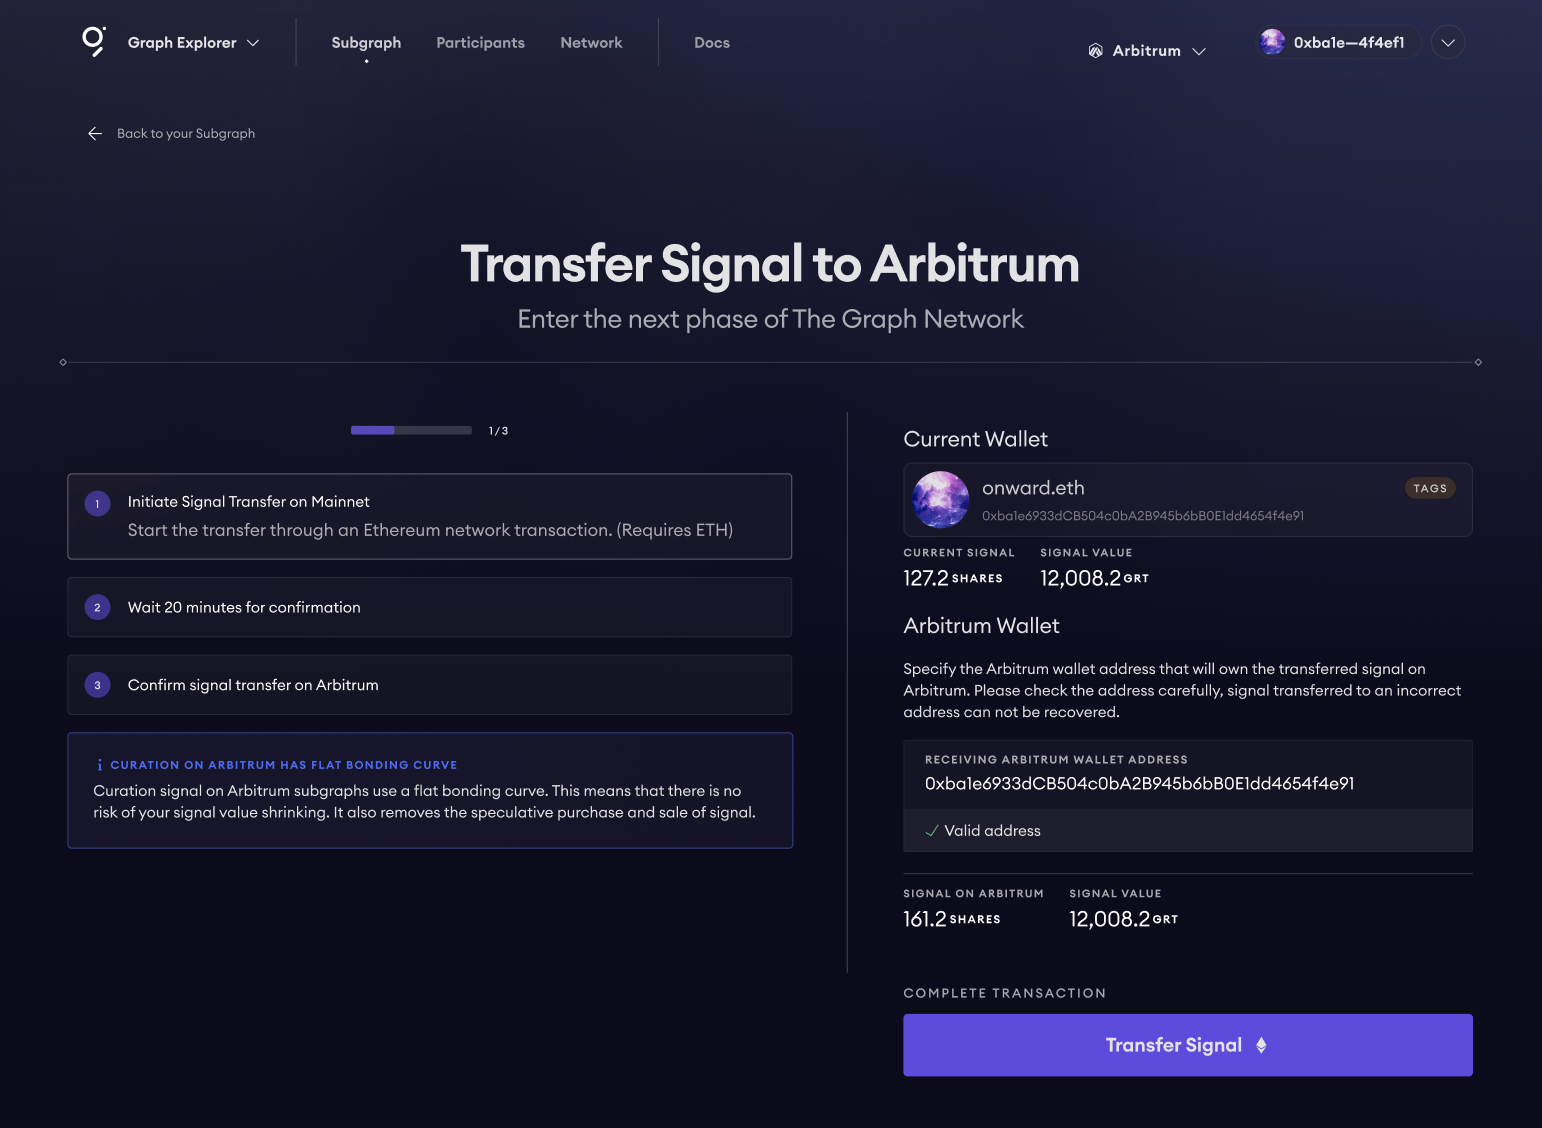 Graph Explorer
Subgraph
Participants
Network
Docs
Arbitrum
0xba1e—4f4ef1
Back to your Subgraph
Transfer Signal to Arbitrum
Enter the next phase of The Graph Network
1/3
1
Initiate Signal Transfer on Mainnet
Start the transfer through an Ethereum network transaction. (Requires ETH)
2
Wait 20 minutes for confirmation
3
Confirm signal transfer on Arbitrum
CURATION ON ARBITRUM HAS FLAT BONDING CURVE
Curation signal on Arbitrum subgraphs use a flat bonding curve. This means that there is no
risk of your signal value shrinking. It also removes the speculative purchase and sale of signal.
Current Wallet
onward.eth
TAGS
0xba1e6933dCB504c0bA2B945b6bB0E1dd4654f4e91
CURRENT SIGNAL
SIGNAL VALUE
127.2 SHARES
12,008.2 GRT
Arbitrum Wallet
Specify the Arbitrum wallet address that will own the transferred signal on
Arbitrum. Please check the address carefully, signal transferred to an incorrect
address can not be recovered.
RECEIVING ARBITRUM WALLET ADDRESS
0xba1e6933dCB504c0bA2B945b6bB0E1dd4654f4e91
Valid address
SIGNAL ON ARBITRUM
SIGNAL VALUE
161.2 SHARES
12,008.2 GRT
COMPLETE TRANSACTION
Transfer Signal